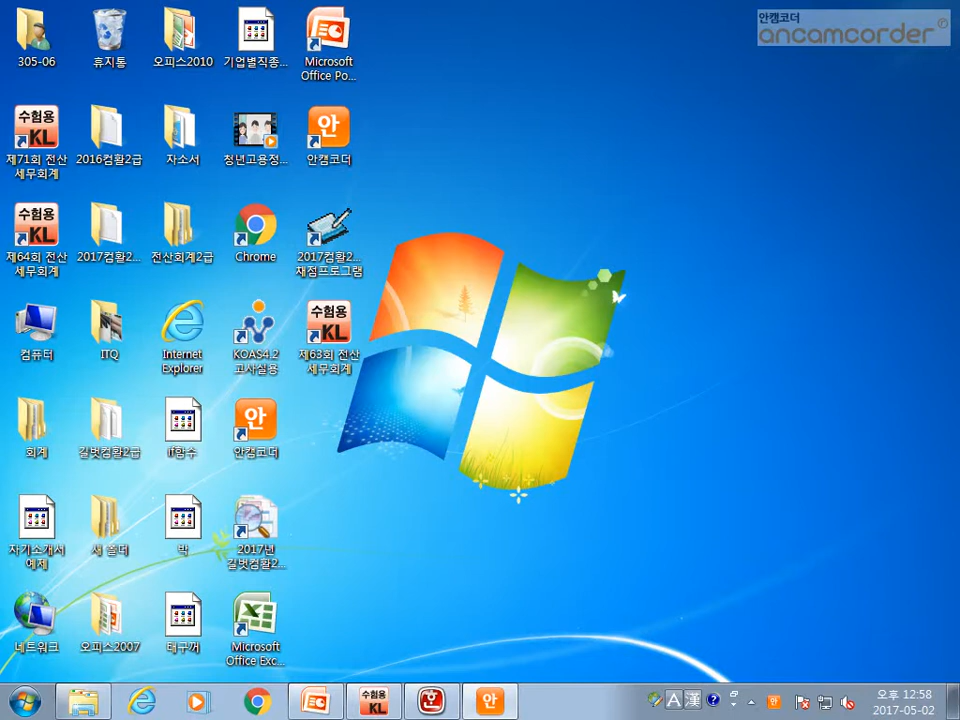 안캠코더
ancamcorder®
305-06
휴지통
오피스2010
기업별직종...
Microsoft
Office Po...
수험용
KL
제71회 전산
세무회계
2016컴활2급
자소서
청년고용정...
안
안캠코더
수험용
KL
제64회 전산
세무회계
2017컴활2...
전산회계2급
Chrome
2017컴활2...
채점프로그램
컴퓨터
ITQ
Internet
Explorer
KOAS4.2
고사실용
수험용
KL
제63회 전산
세무회계
회계
길벗컴활2급
if함수
안
안캠코더
자기소개서
예제
새 폴더
박
2017년
길벗컴활2...
네트워크
오피스2007
태구꺼
Microsoft
Office Exc...
수험용
KL
안
A 漢
안
오후 12:58
2017-05-02